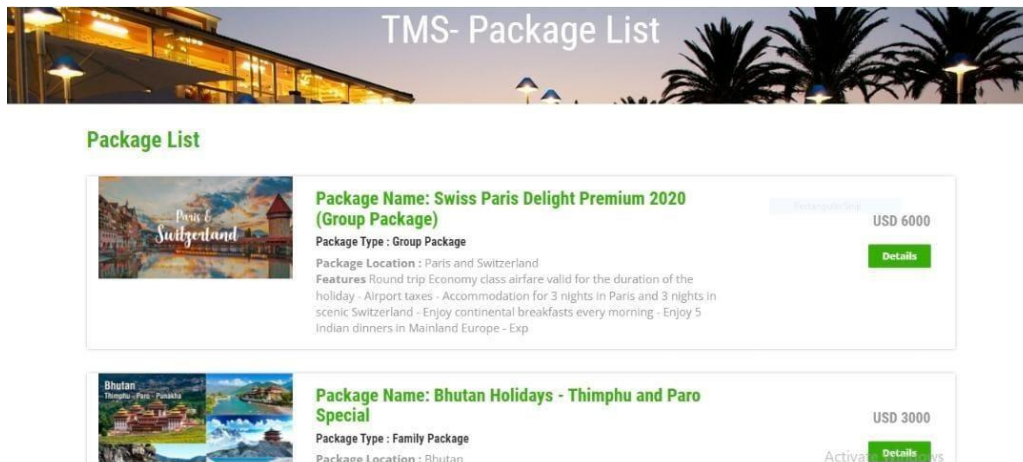 TMS- Package List
Package List
Paris &
Switzerland
Package Name: Swiss Paris Delight Premium 2020
(Group Package)
Package Type : Group Package
Package Location : Paris and Switzerland
Features Round trip Economy class airfare valid for the duration of the
holiday - Airport taxes - Accommodation for 3 nights in Paris and 3 nights in
scenic Switzerland - Enjoy continental breakfasts every morning - Enjoy 5
Indian dinners in Mainland Europe - Exp
Rectangular Snip
USD 6000
Details
Bhutan
Thimphu - Paro - Punakha
Package Name: Bhutan Holidays - Thimphu and Paro
Special
Package Type : Family Package
Package Location : Bhutan
USD 3000
Details
Activate Windows